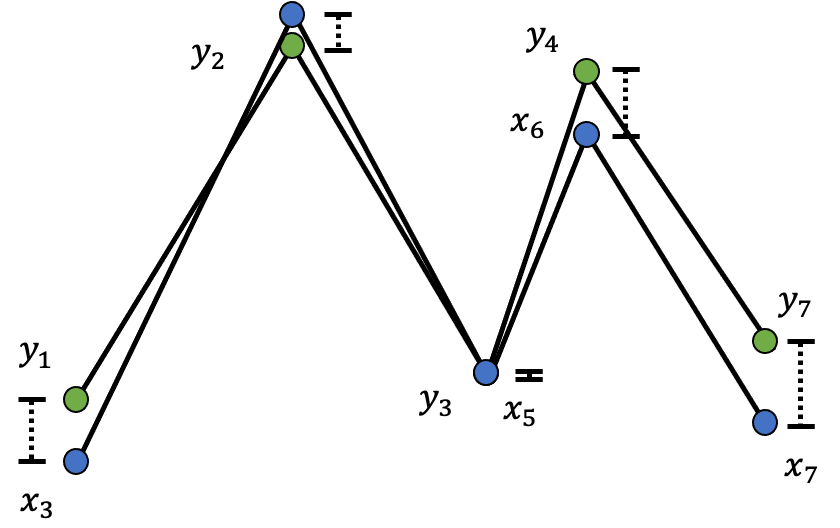 y₂
y₄
x₆
y₇
y₁
y₃
x₅
x₇
x₃